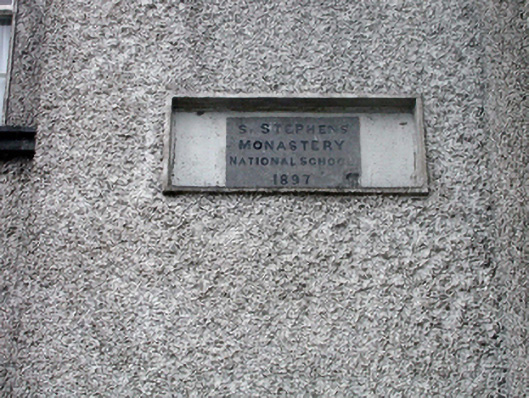 S. STEPHENS
MONASTERY
NATIONAL SCHOOL
1897